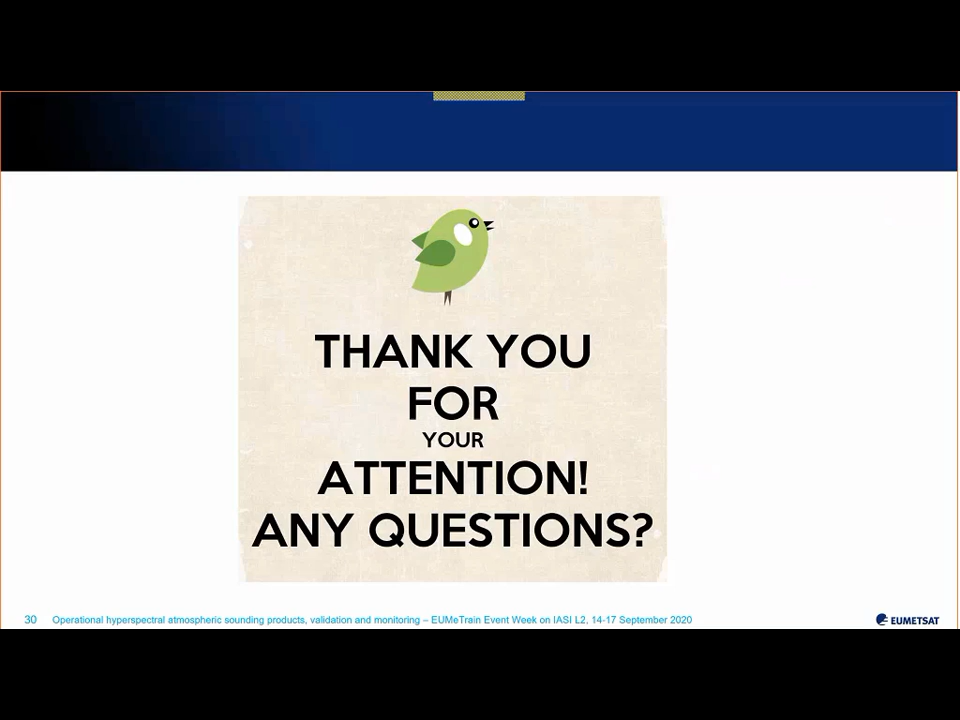 THANK YOU
FOR
YOUR
ATTENTION!
ANY QUESTIONS?
30 Operational hyperspectral atmospheric sounding products, validation and monitoring – EUMeTrain Event Week on IASI L2, 14-17 September 2020
EUMETSAT